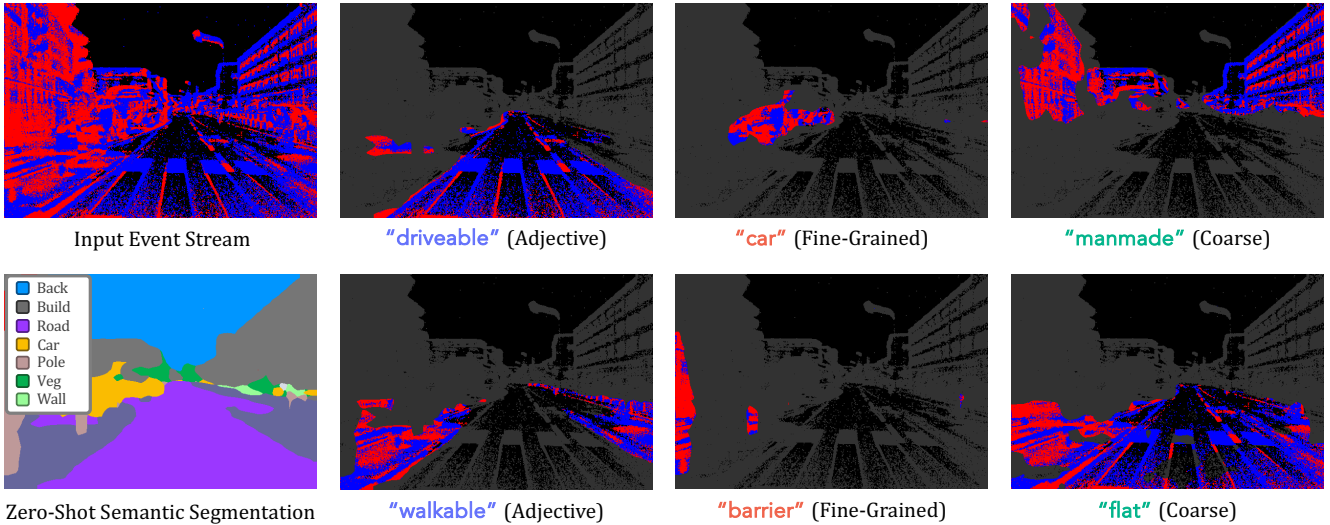 Input Event Stream
“driveable” (Adjective)
“car” (Fine-Grained)
“manmade” (Coarse)
Back
Build
Road
Car
Pole
Veg
Wall
Zero-Shot Semantic Segmentation
“walkable” (Adjective)
“barrier” (Fine-Grained)
“flat” (Coarse)